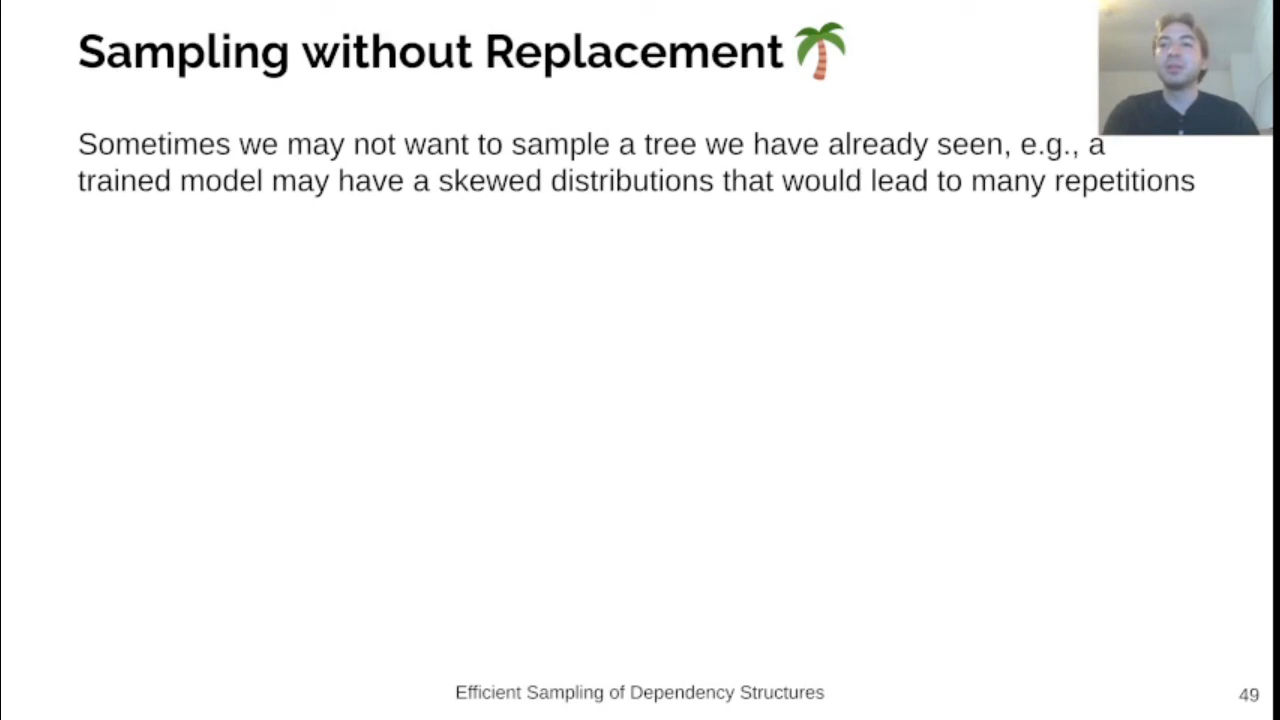 Sampling without Replacement
Sometimes we may not want to sample a tree we have already seen, e.g., a
trained model may have a skewed distributions that would lead to many repetitions
Efficient Sampling of Dependency Structures
49